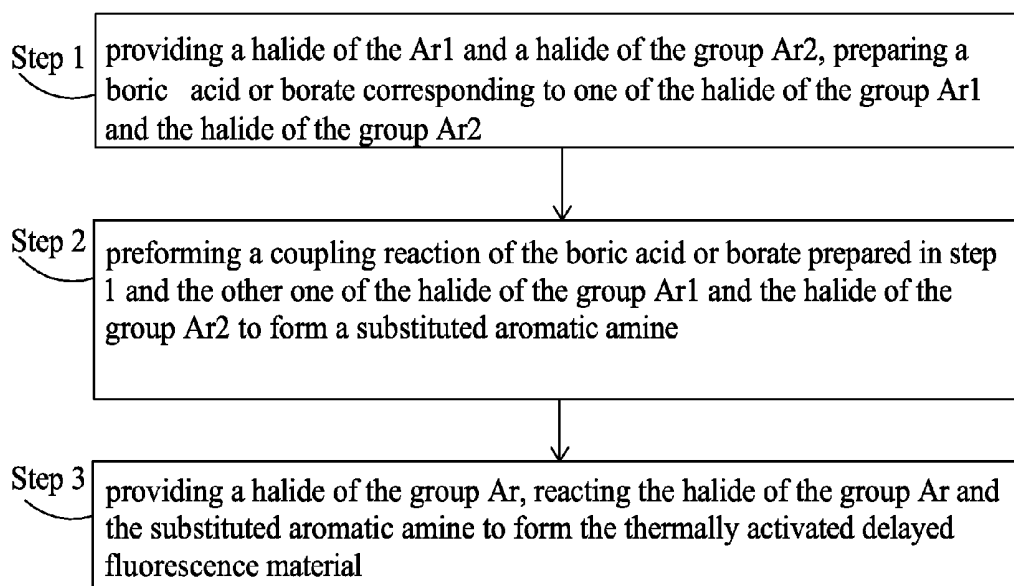 Step 1
providing a halide of the Ar1 and a halide of the group Ar2, preparing a
boric acid or borate corresponding to one of the halide of the group Ar1
and the halide of the group Ar2
Step 2
preforming a coupling reaction of the boric acid or borate prepared in step
1 and the other one of the halide of the group Ar1 and the halide of the
group Ar2 to form a substituted aromatic amine
Step 3
providing a halide of the group Ar, reacting the halide of the group Ar and
the substituted aromatic amine to form the thermally activated delayed
fluorescence material